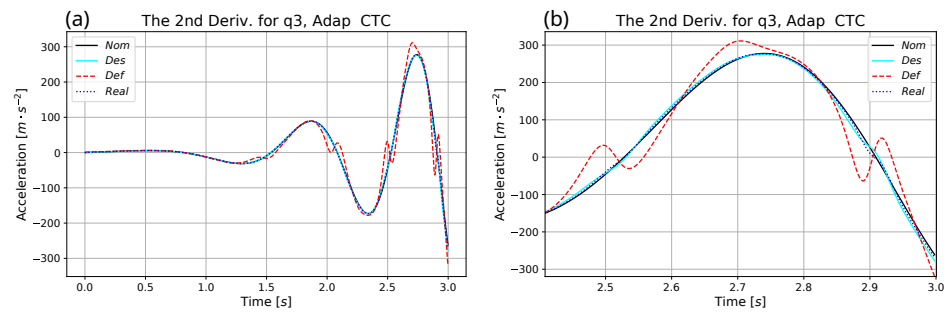 (a)
The 2nd Deriv. for q3, Adap CTC
Acceleration [m · s⁻²]
300
200
100
0
−100
−200
−300
Nom
Des
Def
Real
0.0 0.5 1.0 1.5 2.0 2.5 3.0
Time [s]
(b)
The 2nd Deriv. for q3, Adap CTC
Acceleration [m · s⁻²]
300
200
100
0
−100
−200
−300
Nom
Des
Def
Real
2.5 2.6 2.7 2.8 2.9 3.0
Time [s]